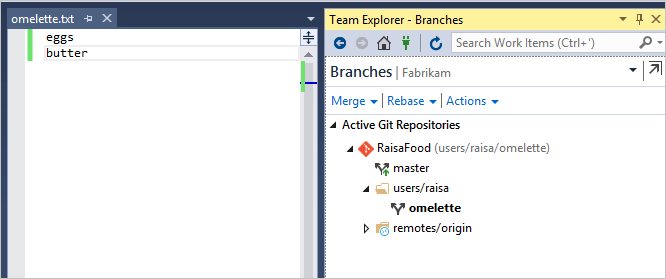 omelette.txt
eggs
butter
Team Explorer - Branches
Search Work Items (Ctrl+')
Branches | Fabrikam
Merge Rebase Actions
Active Git Repositories
RaisaFood (users/raisa/omelette)
master
users/raisa
omelette
remotes/origin